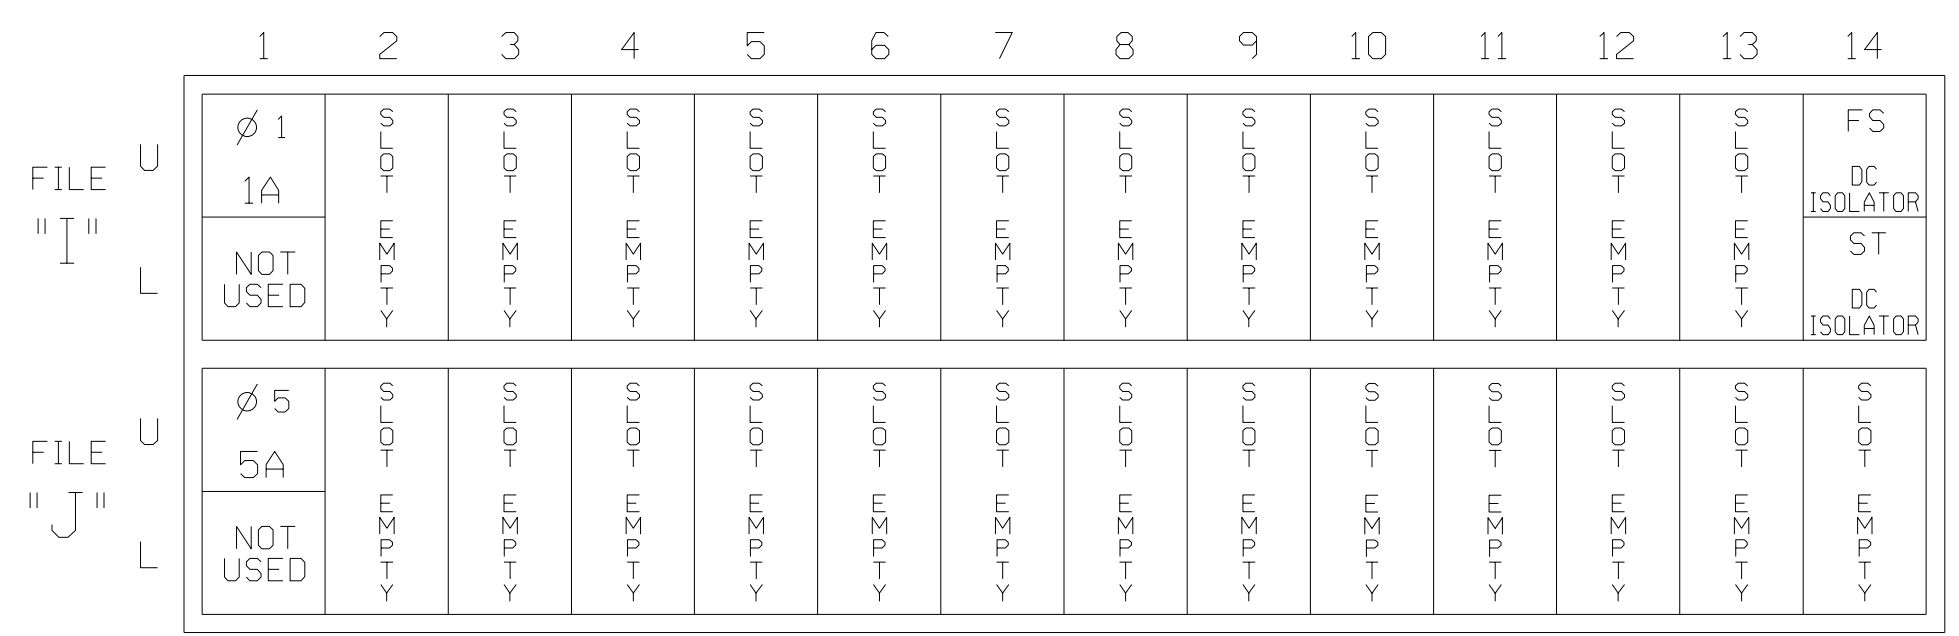 1 2 3 4 5 6 7 8 9 10 11 12 13 14
FILE
"I"
U
L
Ø 1
1A
NOT
USED
SLOT EMPTY
SLOT EMPTY
SLOT EMPTY
SLOT EMPTY
SLOT EMPTY
SLOT EMPTY
SLOT EMPTY
SLOT EMPTY
SLOT EMPTY
SLOT EMPTY
SLOT EMPTY
SLOT EMPTY
FS
DC
ISOLATOR
ST
DC
ISOLATOR
FILE
"J"
U
L
Ø 5
5A
NOT
USED
SLOT EMPTY
SLOT EMPTY
SLOT EMPTY
SLOT EMPTY
SLOT EMPTY
SLOT EMPTY
SLOT EMPTY
SLOT EMPTY
SLOT EMPTY
SLOT EMPTY
SLOT EMPTY
SLOT EMPTY
SLOT EMPTY